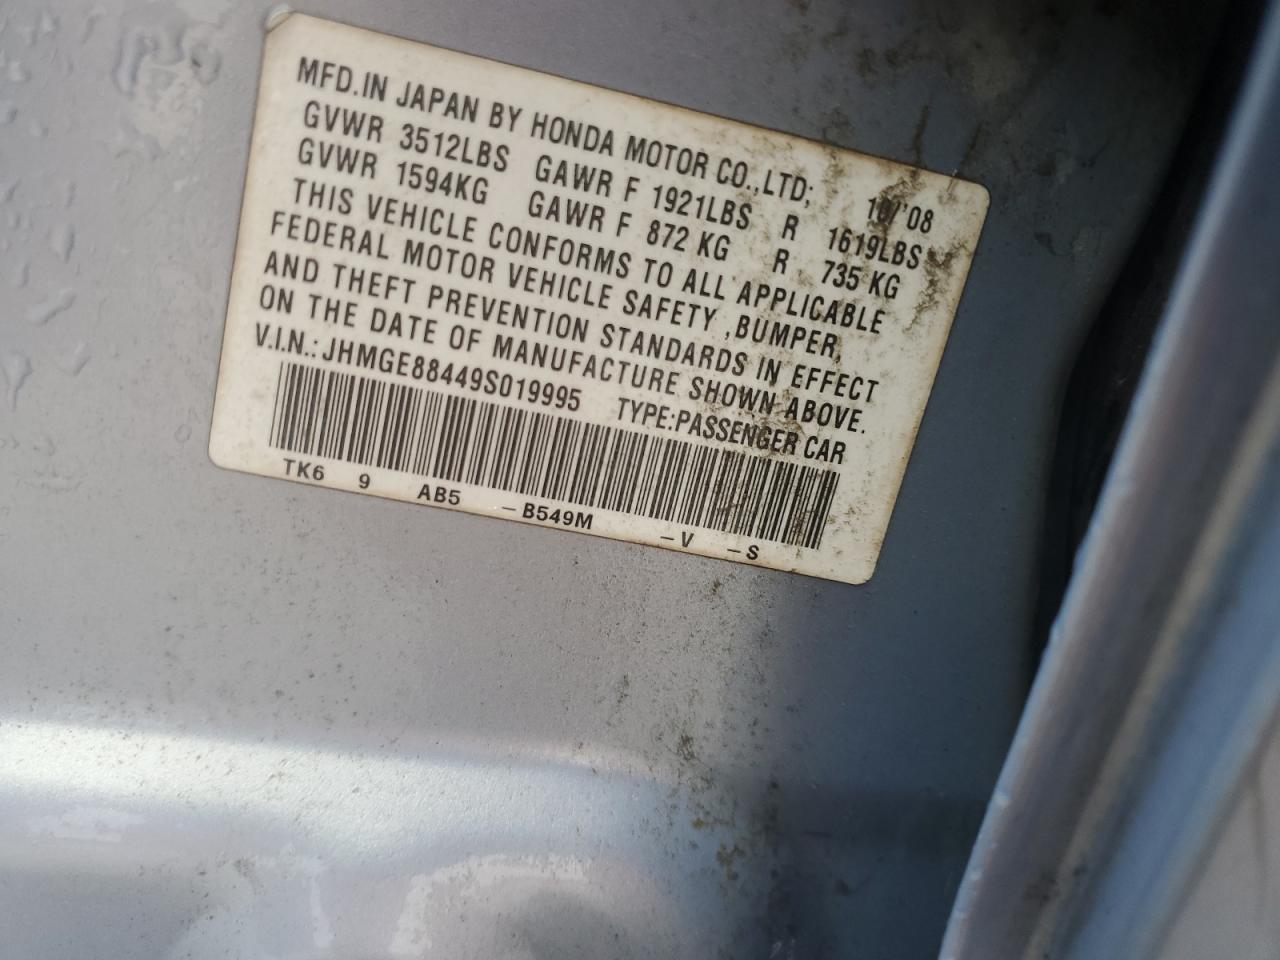 MFD.IN JAPAN BY HONDA MOTOR CO.,LTD; 10/'08
GVWR 3512LBS GAWR F 1921LBS R 1619LBS
GVWR 1594KG GAWR F 872 KG R 735 KG
THIS VEHICLE CONFORMS TO ALL APPLICABLE
FEDERAL MOTOR VEHICLE SAFETY ,BUMPER,
AND THEFT PREVENTION STANDARDS IN EFFECT
ON THE DATE OF MANUFACTURE SHOWN ABOVE.
V.I.N.: JHMGE88449S019995 TYPE:PASSENGER CAR
TK6 9 AB5 –B549M –V –S